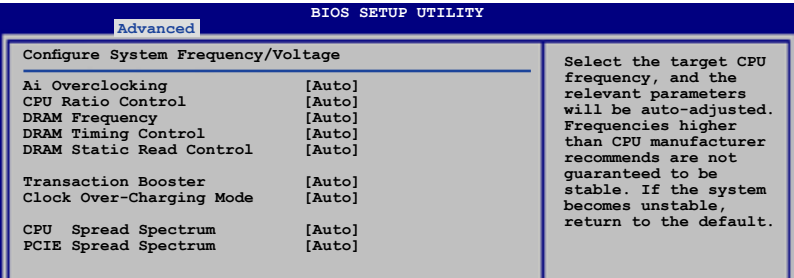 BIOS SETUP UTILITY
Advanced
Configure System Frequency/Voltage
Ai Overclocking [Auto]
CPU Ratio Control [Auto]
DRAM Frequency [Auto]
DRAM Timing Control [Auto]
DRAM Static Read Control [Auto]
Transaction Booster [Auto]
Clock Over-Charging Mode [Auto]
CPU Spread Spectrum [Auto]
PCIE Spread Spectrum [Auto]
Select the target CPU
frequency, and the
relevant parameters
will be auto-adjusted.
Frequencies higher
than CPU manufacturer
recommends are not
guaranteed to be
stable. If the system
becomes unstable,
return to the default.